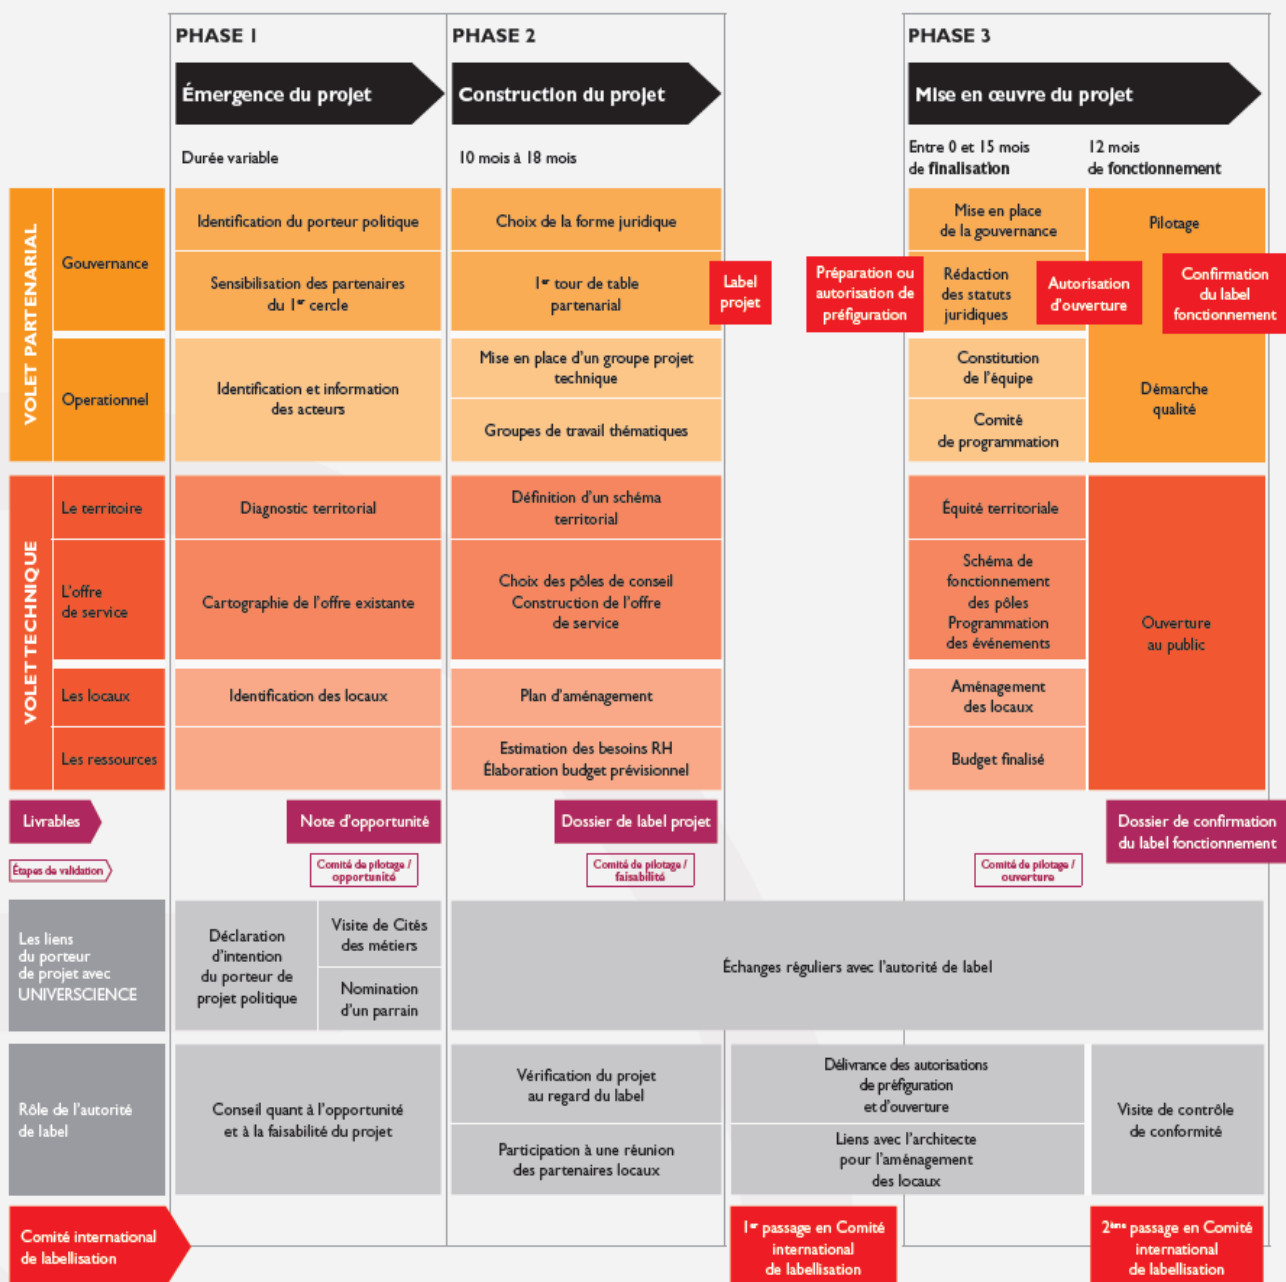 PHASE 1
PHASE 2
PHASE 3
Émergence du projet
Construction du projet
Mise en œuvre du projet
Durée variable
10 mois à 18 mois
Entre 0 et 15 mois
de finalisation
12 mois
de fonctionnement
VOLET PARTENARIAL
Gouvernance
Identification du porteur politique
Choix de la forme juridique
Mise en place
de la gouvernance
Pilotage
Sensibilisation des partenaires
du 1er cercle
1er tour de table
partenarial
Label
projet
Préparation ou
autorisation de
préfiguration
Rédaction
des statuts
juridiques
Autorisation
d'ouverture
Confirmation
du label
fonctionnement
Operationnel
Identification et information
des acteurs
Mise en place d'un groupe projet
technique
Groupes de travail thématiques
Constitution
de l'équipe
Comité
de programmation
Démarche
qualité
VOLET TECHNIQUE
Le territoire
Diagnostic territorial
Définition d'un schéma
territorial
Équité territoriale
L'offre
de service
Cartographie de l'offre existante
Choix des pôles de conseil
Construction de l'offre
de service
Schéma de
fonctionnement
des pôles
Programmation
des événements
Ouverture
au public
Les locaux
Identification des locaux
Plan d'aménagement
Aménagement
des locaux
Les ressources
Estimation des besoins RH
Élaboration budget prévisionnel
Budget finalisé
Livrables
Note d'opportunité
Dossier de label projet
Dossier de confirmation
du label fonctionnement
Étapes de validation
Comité de pilotage /
opportunité
Comité de pilotage /
faisabilité
Comité de pilotage /
ouverture
Les liens
du porteur
de projet avec
UNIVERSCIENCE
Déclaration
d'intention
du porteur de
projet politique
Visite de Cités
des métiers
Nomination
d'un parrain
Échanges réguliers avec l'autorité de label
Rôle de l'autorité
de label
Conseil quant à l'opportunité
et à la faisabilité du projet
Vérification du projet
au regard du label
Participation à une réunion
des partenaires locaux
Délivrance des autorisations
de préfiguration
et d'ouverture
Liens avec l'architecte
pour l'aménagement
des locaux
Visite de contrôle
de conformité
Comité international
de labellisation
1er passage en Comité
international
de labellisation
2ème passage en Comité
international
de labellisation